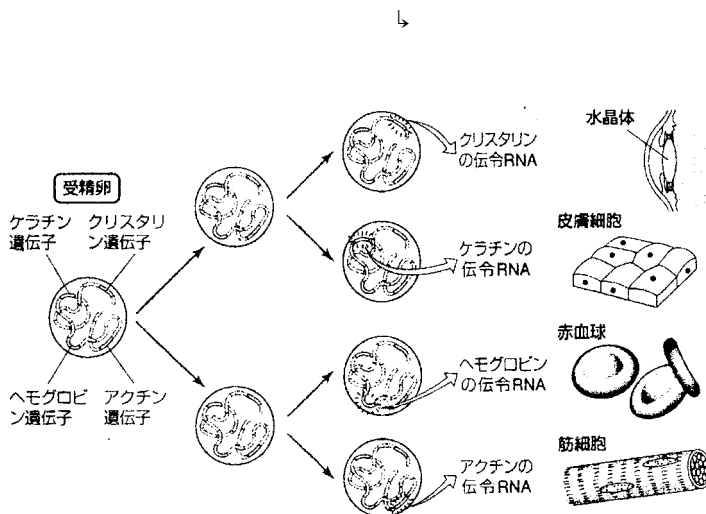 受精卵
ケラチン
遺伝子
クリスタリ
ン遺伝子
ヘモグロビ
ン遺伝子
アクチン
遺伝子
クリスタリン
の伝令RNA
水晶体
ケラチンの
伝令RNA
皮膚細胞
ヘモグロビン
の伝令RNA
赤血球
アクチンの
伝令RNA
筋細胞